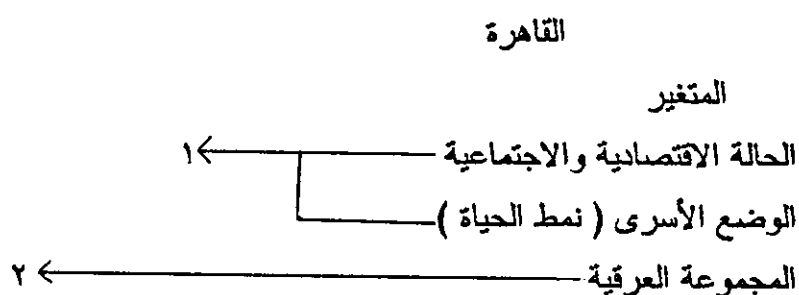 القاهرة
المتغير
الحالة الاقتصادية والاجتماعية ١
الوضع الأسرى ( نمط الحياة )
المجموعة العرقية ٢